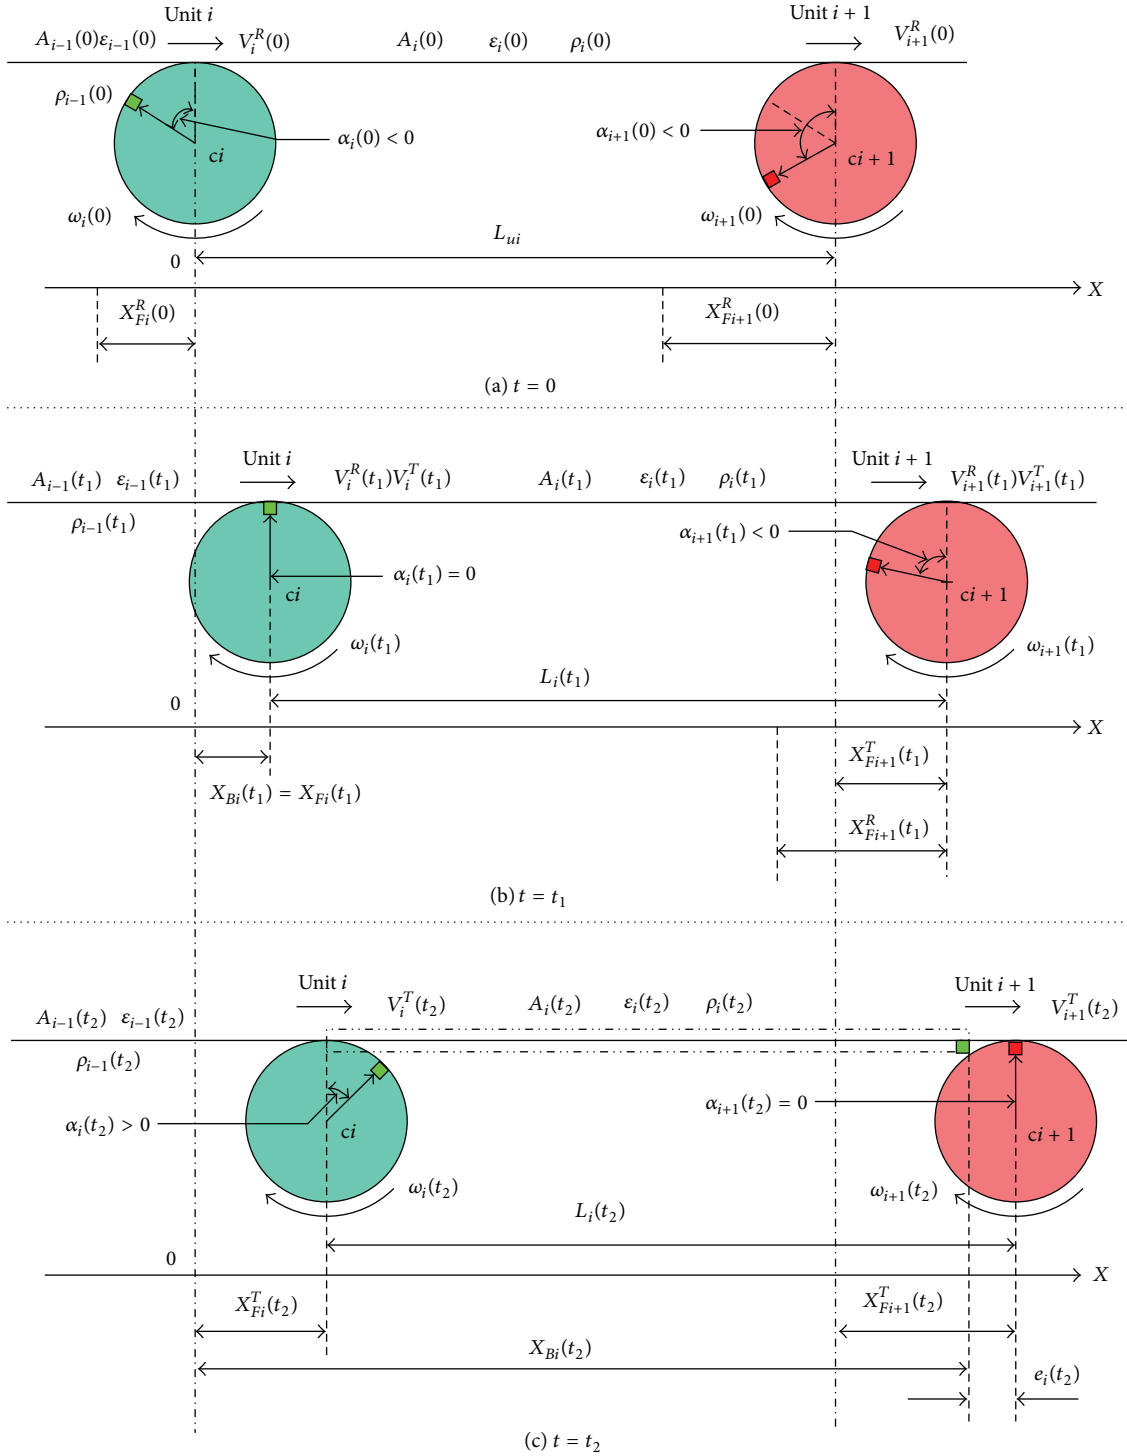 Unit i
Unit i + 1
A_{i−1}(0)ε_{i−1}(0)
V_i^R(0)
A_i(0)
ε_i(0)
ρ_i(0)
V_{i+1}^R(0)
ρ_{i−1}(0)
α_i(0) < 0
α_{i+1}(0) < 0
ci
ci + 1
ω_i(0)
ω_{i+1}(0)
L_{ui}
0
X
X_{Fi}^R(0)
X_{Fi+1}^R(0)
(a) t = 0
Unit i
Unit i + 1
A_{i−1}(t_1)
ε_{i−1}(t_1)
V_i^R(t_1)V_i^T(t_1)
A_i(t_1)
ε_i(t_1)
ρ_i(t_1)
V_{i+1}^R(t_1)V_{i+1}^T(t_1)
ρ_{i−1}(t_1)
α_{i+1}(t_1) < 0
α_i(t_1) = 0
ci
ci + 1
ω_i(t_1)
ω_{i+1}(t_1)
L_i(t_1)
0
X
X_{Bi}(t_1) = X_{Fi}(t_1)
X_{Fi+1}^T(t_1)
X_{Fi+1}^R(t_1)
(b) t = t_1
Unit i
Unit i + 1
A_{i−1}(t_2)
ε_{i−1}(t_2)
V_i^T(t_2)
A_i(t_2)
ε_i(t_2)
ρ_i(t_2)
V_{i+1}^T(t_2)
ρ_{i−1}(t_2)
α_i(t_2) > 0
α_{i+1}(t_2) = 0
ci
ci + 1
ω_i(t_2)
ω_{i+1}(t_2)
L_i(t_2)
0
X
X_{Fi}^T(t_2)
X_{Fi+1}^T(t_2)
X_{Bi}(t_2)
e_i(t_2)
(c) t = t_2